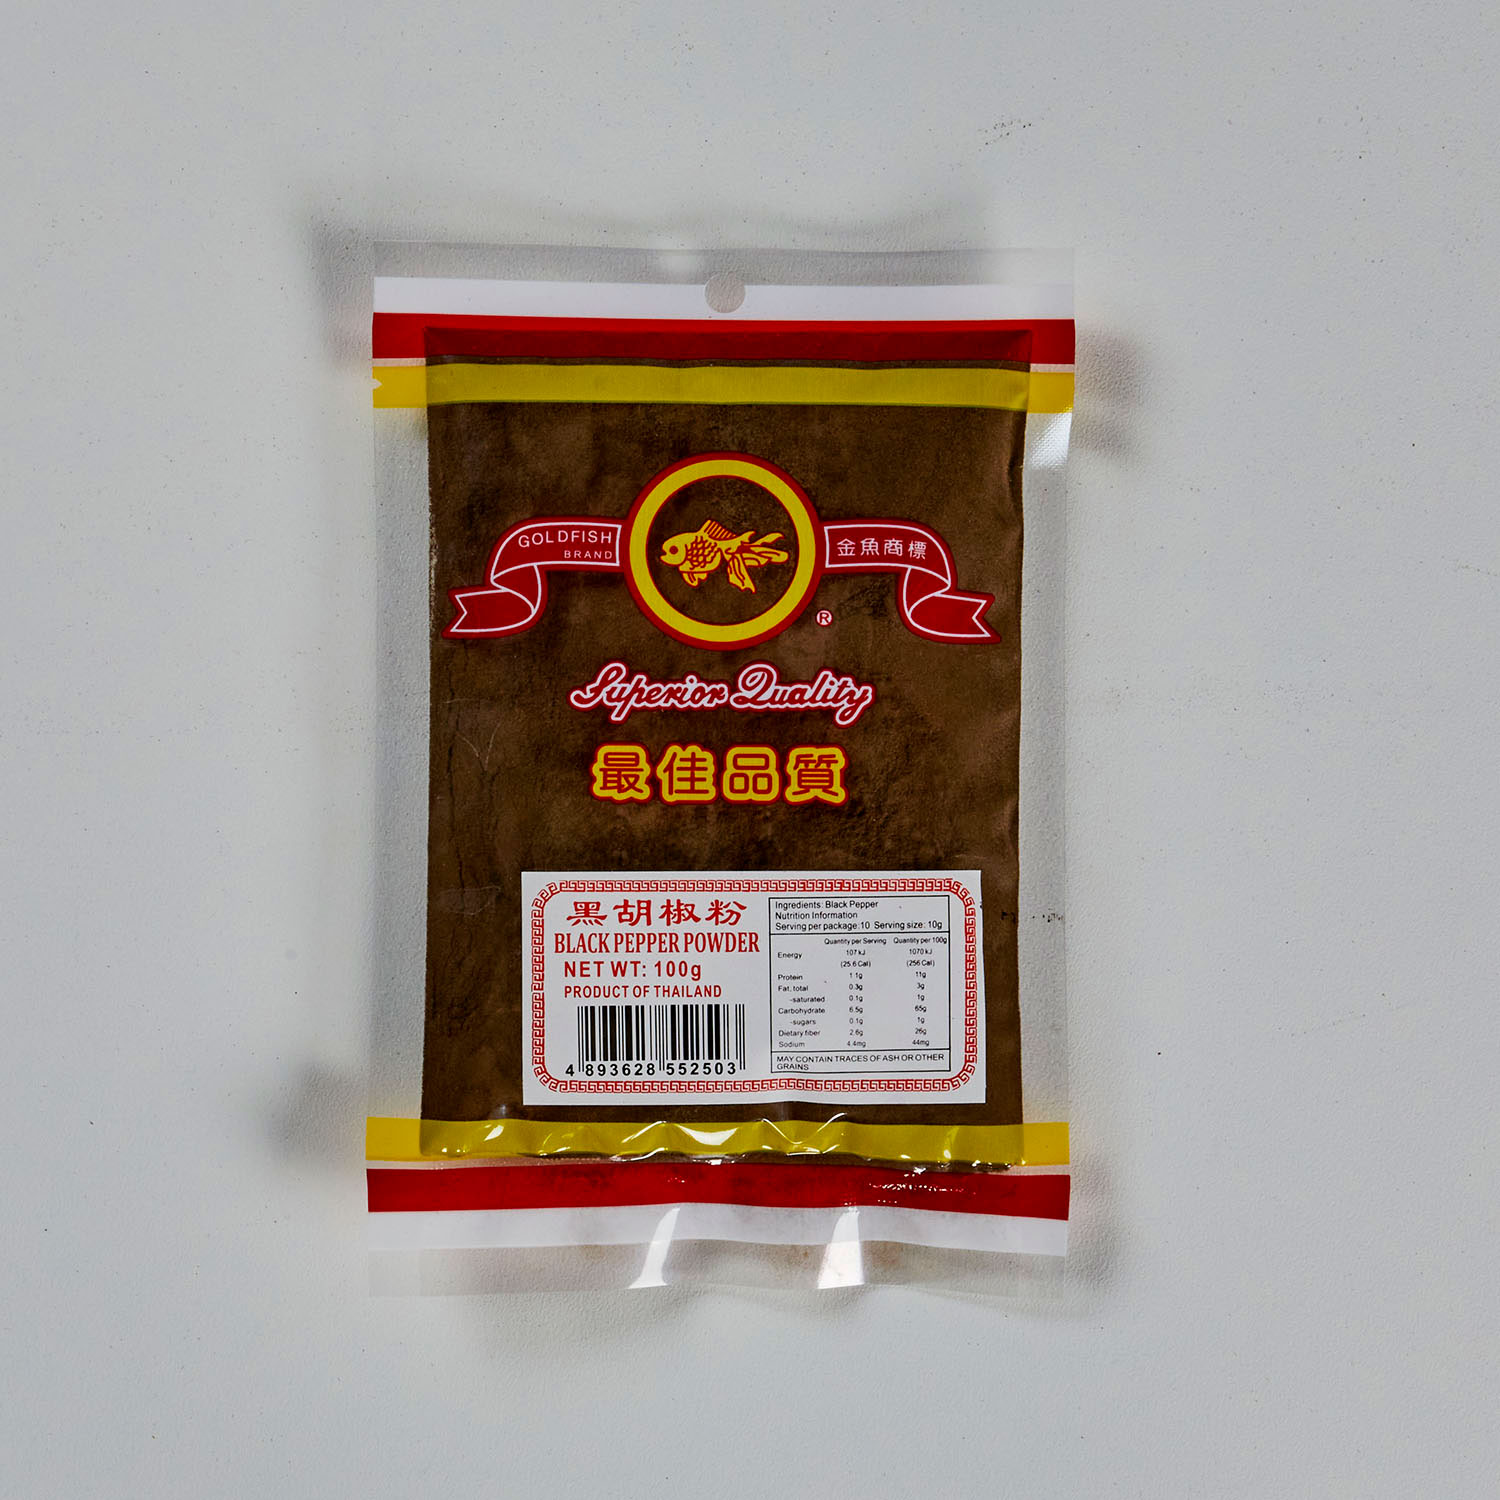 GOLDFISH
BRAND
金魚商標
®
Superior Quality
最佳品質
黑胡椒粉
BLACK PEPPER POWDER
NET WT: 100g
PRODUCT OF THAILAND
4 893628 552503
Ingredients: Black Pepper
Nutrition Information
Serving per package: 10 Serving size: 10g
Quantity per Serving Quantity per 100g
Energy 107 kJ 1070 kJ
(25.6 Cal) (256 Cal)
Protein 1.1g 11g
Fat, total 0.3g 3g
-saturated 0.1g 1g
Carbohydrate 6.5g 65g
-sugars 0.1g 1g
Dietary fiber 2.6g 26g
Sodium 4.4mg 44mg
MAY CONTAIN TRACES OF ASH OR OTHER
GRAINS